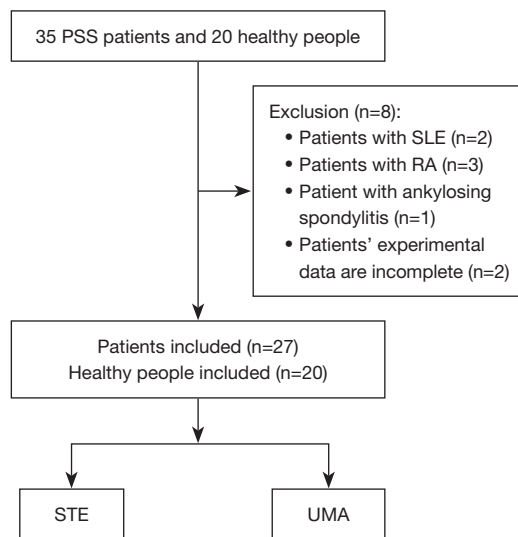 35 PSS patients and 20 healthy people
Exclusion (n=8):
• Patients with SLE (n=2)
• Patients with RA (n=3)
• Patient with ankylosing
spondylitis (n=1)
• Patients' experimental
data are incomplete (n=2)
Patients included (n=27)
Healthy people included (n=20)
STE
UMA